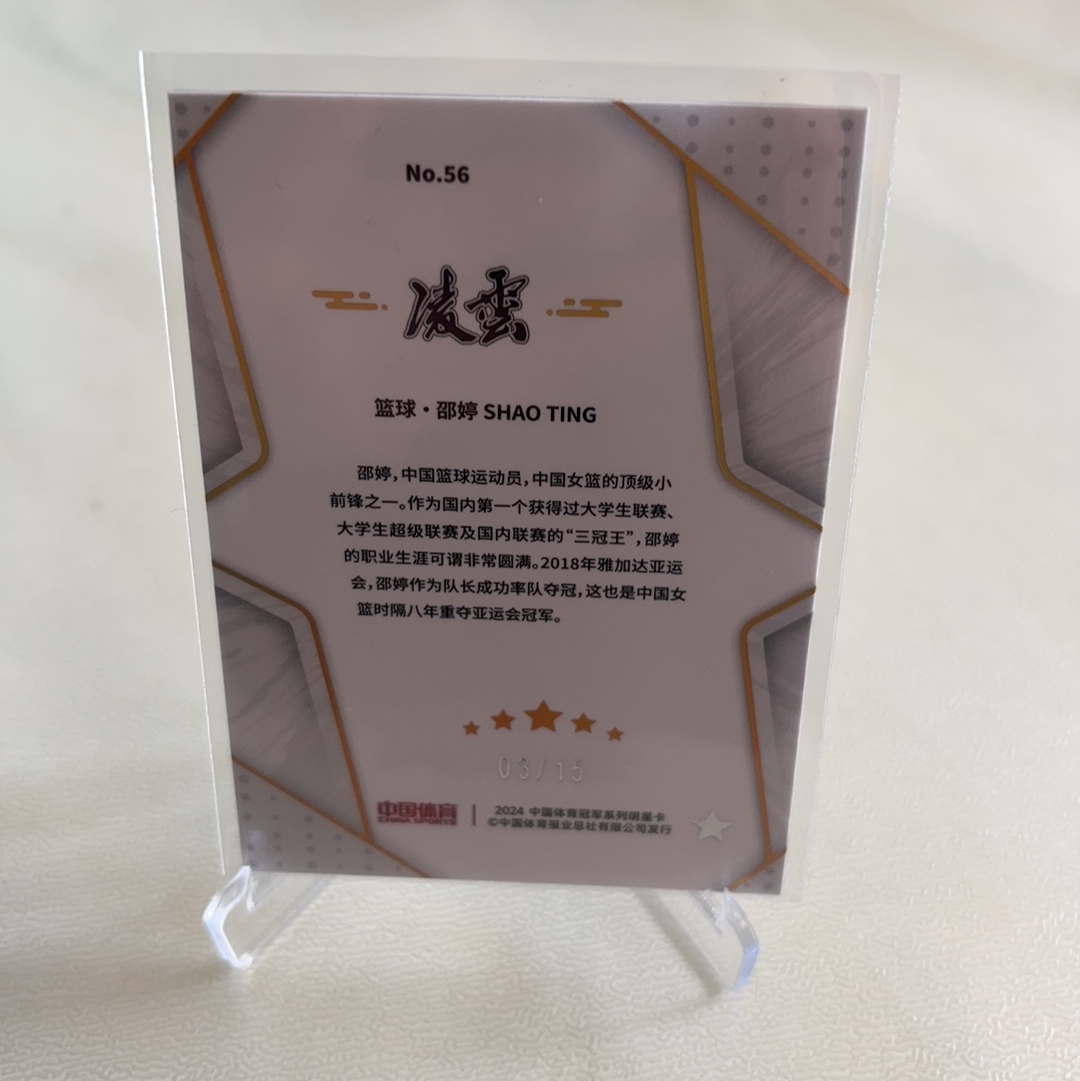 No.56
凌雲
篮球·邵婷 SHAO TING
邵婷,中国篮球运动员,中国女篮的顶级小
前锋之一。作为国内第一个获得过大学生联赛、
大学生超级联赛及国内联赛的“三冠王”,邵婷
的职业生涯可谓非常圆满。2018年雅加达亚运
会,邵婷作为队长成功率队夺冠,这也是中国女
篮时隔八年重夺亚运会冠军。
03/15
中国体育
CHINA SPORTS
2024 中国体育冠军系列明星卡
©中国体育报业总社有限公司发行